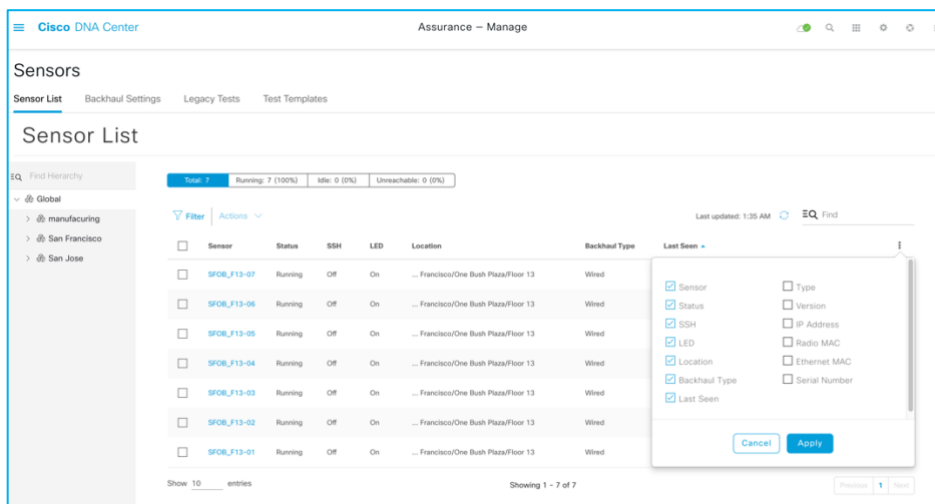 Cisco DNA Center Assurance – Manage
Sensors
Sensor List Backhaul Settings Legacy Tests Test Templates
Sensor List
Find Hierarchy
Global
manufacuring
San Francisco
San Jose
Total: 7 Running: 7 (100%) Idle: 0 (0%) Unreachable: 0 (0%)
Filter Actions Last updated: 1:35 AM Find
Sensor Status SSH LED Location Backhaul Type Last Seen
SFOB_F13-07 Running Off On ... Francisco/One Bush Plaza/Floor 13 Wired
SFOB_F13-06 Running Off On ... Francisco/One Bush Plaza/Floor 13 Wired
SFOB_F13-05 Running Off On ... Francisco/One Bush Plaza/Floor 13 Wired
SFOB_F13-04 Running Off On ... Francisco/One Bush Plaza/Floor 13 Wired
SFOB_F13-03 Running Off On ... Francisco/One Bush Plaza/Floor 13 Wired
SFOB_F13-02 Running Off On ... Francisco/One Bush Plaza/Floor 13 Wired
SFOB_F13-01 Running Off On ... Francisco/One Bush Plaza/Floor 13 Wired
Sensor Type
Status Version
SSH IP Address
LED Radio MAC
Location Ethernet MAC
Backhaul Type Serial Number
Last Seen
Cancel Apply
Show 10 entries Showing 1 - 7 of 7 Previous 1 Next